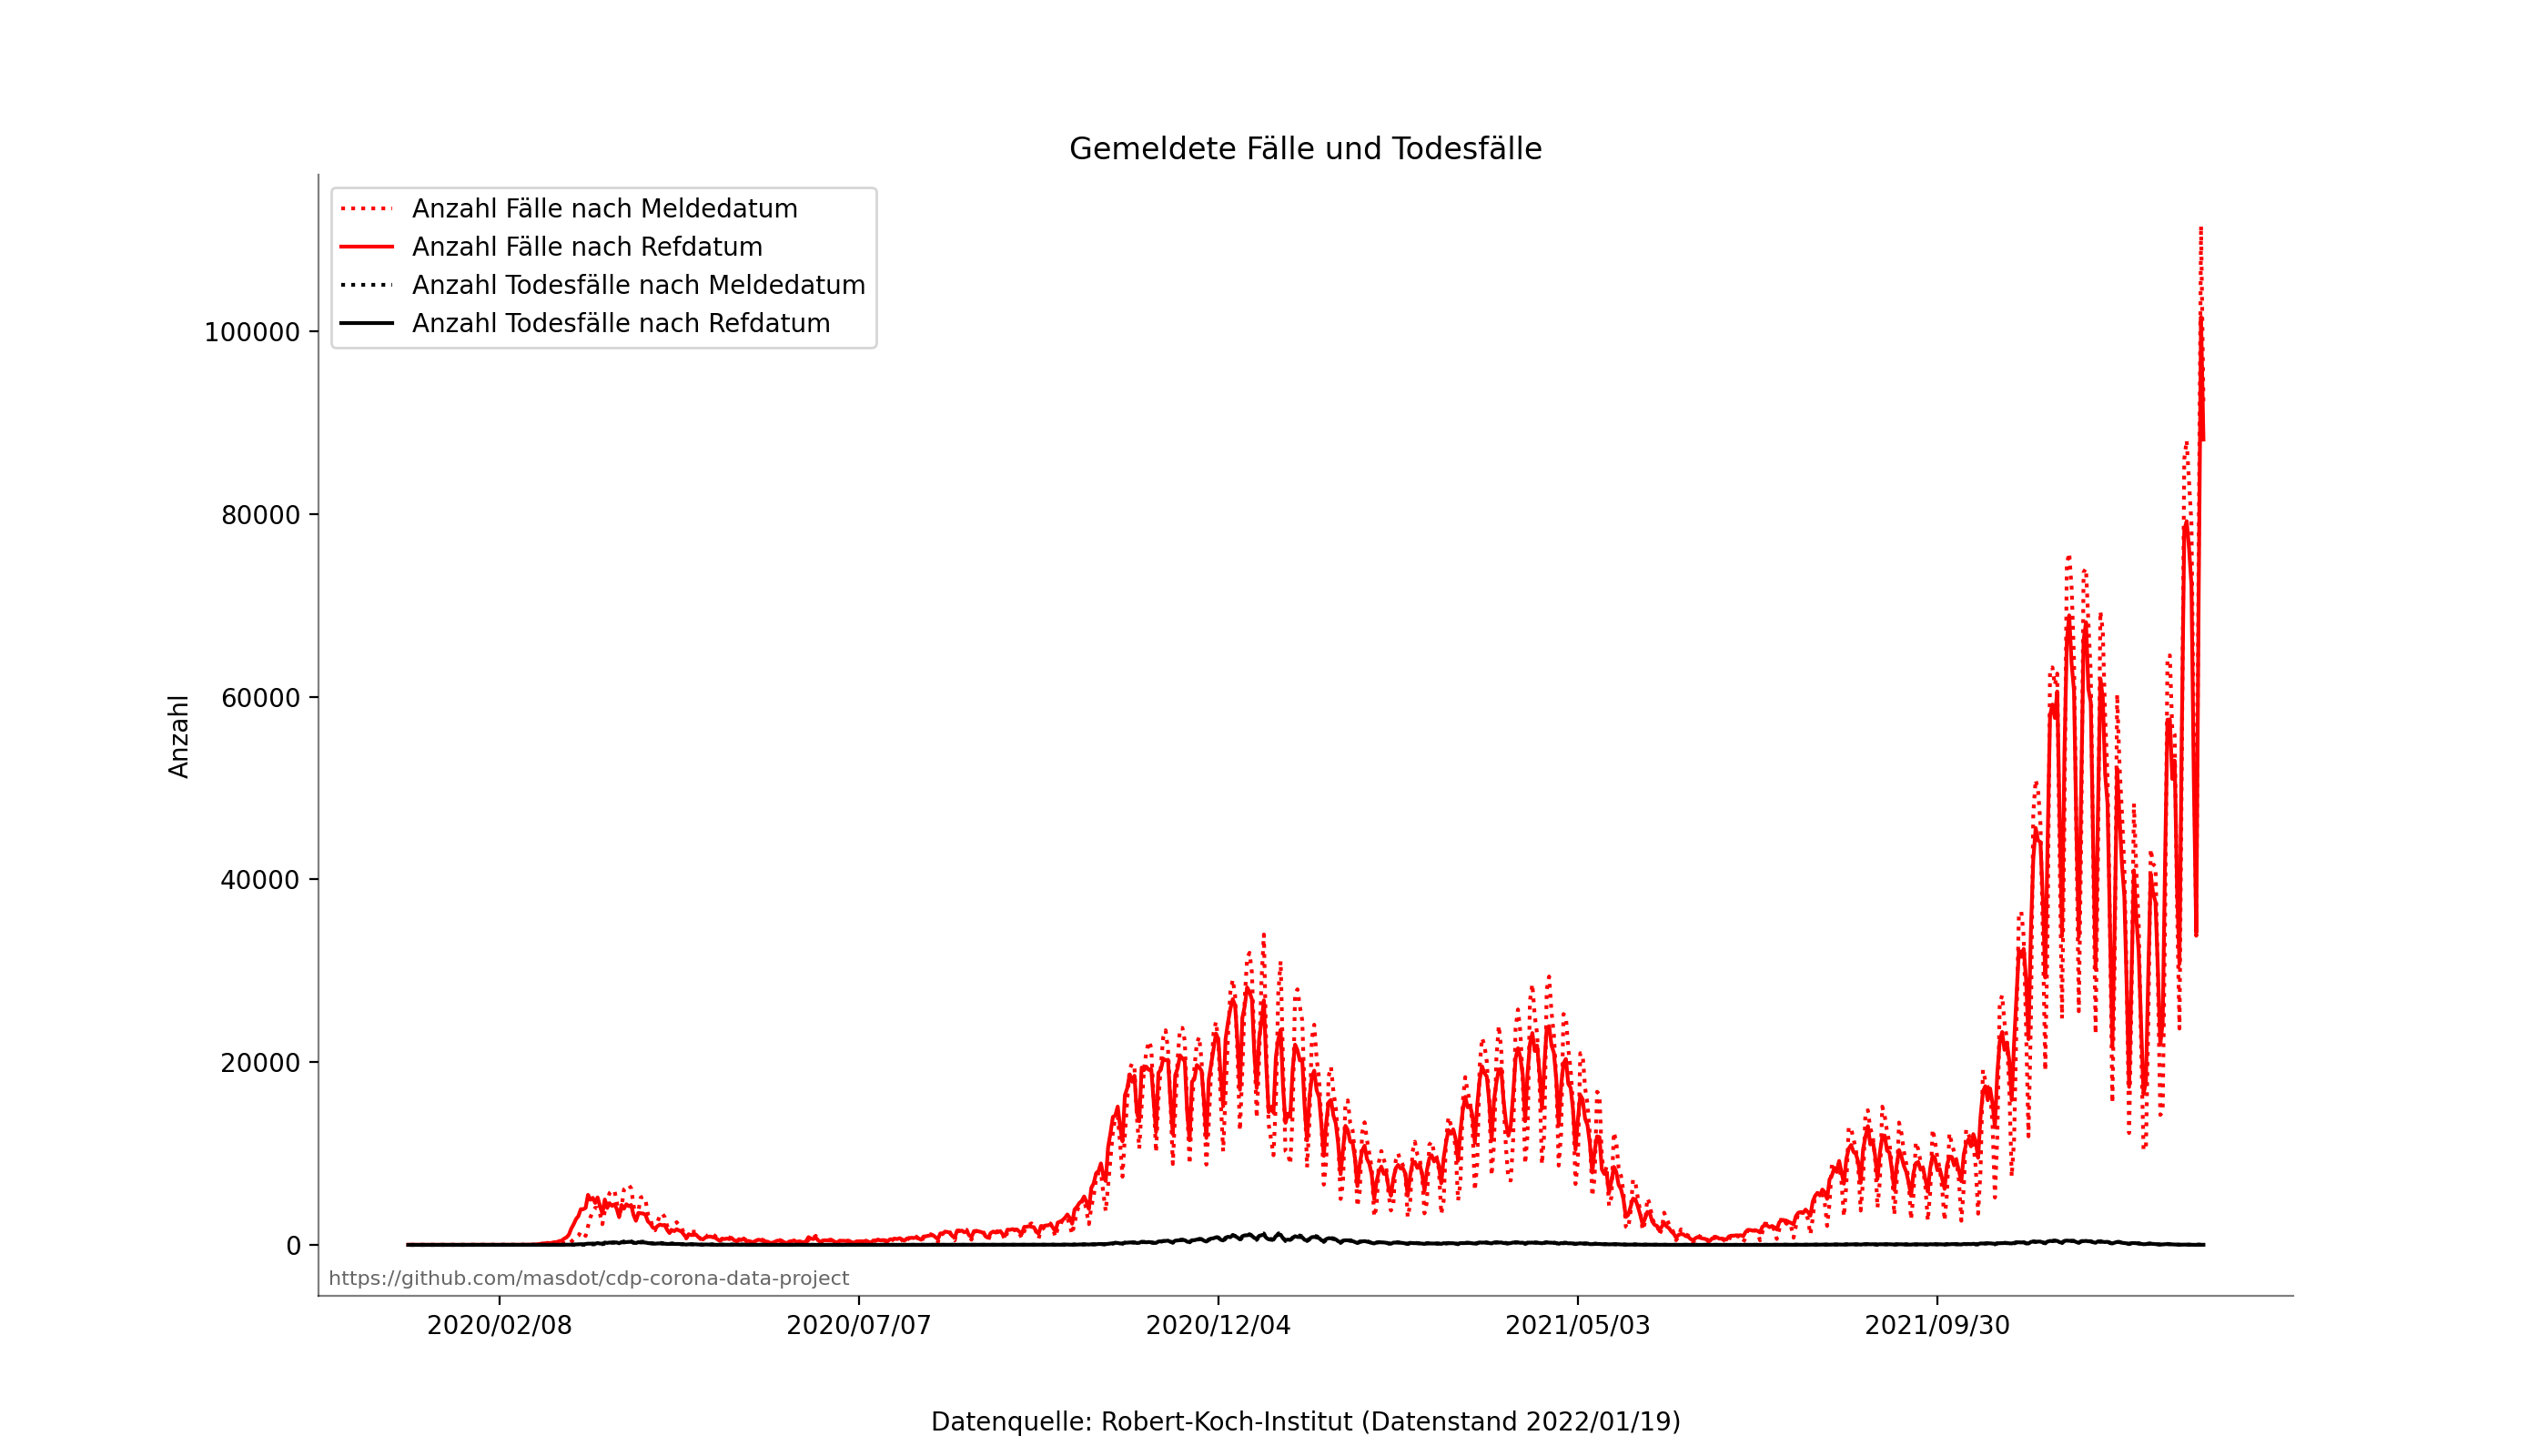 Gemeldete Fälle und Todesfälle
Anzahl Fälle nach Meldedatum
Anzahl Fälle nach Refdatum
Anzahl Todesfälle nach Meldedatum
Anzahl Todesfälle nach Refdatum
100000
80000
60000
40000
20000
0
Anzahl
https://github.com/masdot/cdp-corona-data-project
2020/02/08 2020/07/07 2020/12/04 2021/05/03 2021/09/30
Datenquelle: Robert-Koch-Institut (Datenstand 2022/01/19)